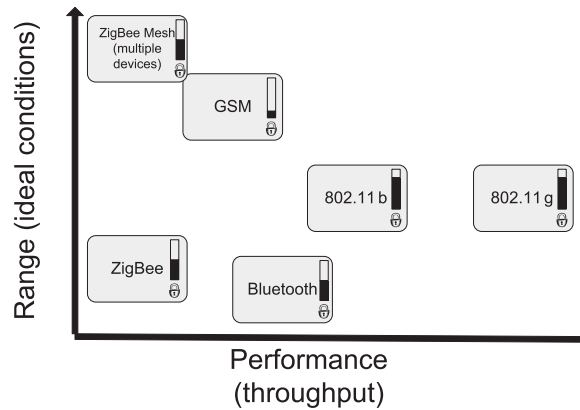 Range (ideal conditions)
ZigBee Mesh
(multiple
devices)
GSM
802.11 b
802.11 g
ZigBee
Bluetooth
Performance
(throughput)